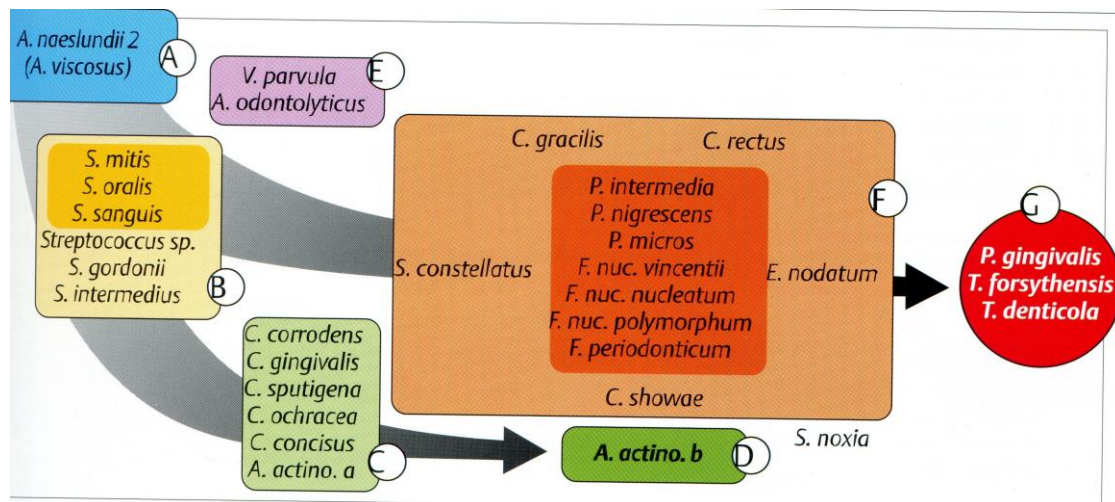 A. naeslundii 2
(A. viscosus)
A
V. parvula
A. odontolyticus
E
S. mitis
S. oralis
S. sanguis
Streptococcus sp.
S. gordonii
S. intermedius
B
C. corrodens
C. gingivalis
C. sputigena
C. ochracea
C. concisus
A. actino. a
C
C. gracilis
C. rectus
P. intermedia
P. nigrescens
P. micros
F. nuc. vincentii
F. nuc. nucleatum
F. nuc. polymorphum
F. periodonticum
S. constellatus
E. nodatum
C. showae
F
A. actino. b
D
S. noxia
G
P. gingivalis
T. forsythensis
T. denticola